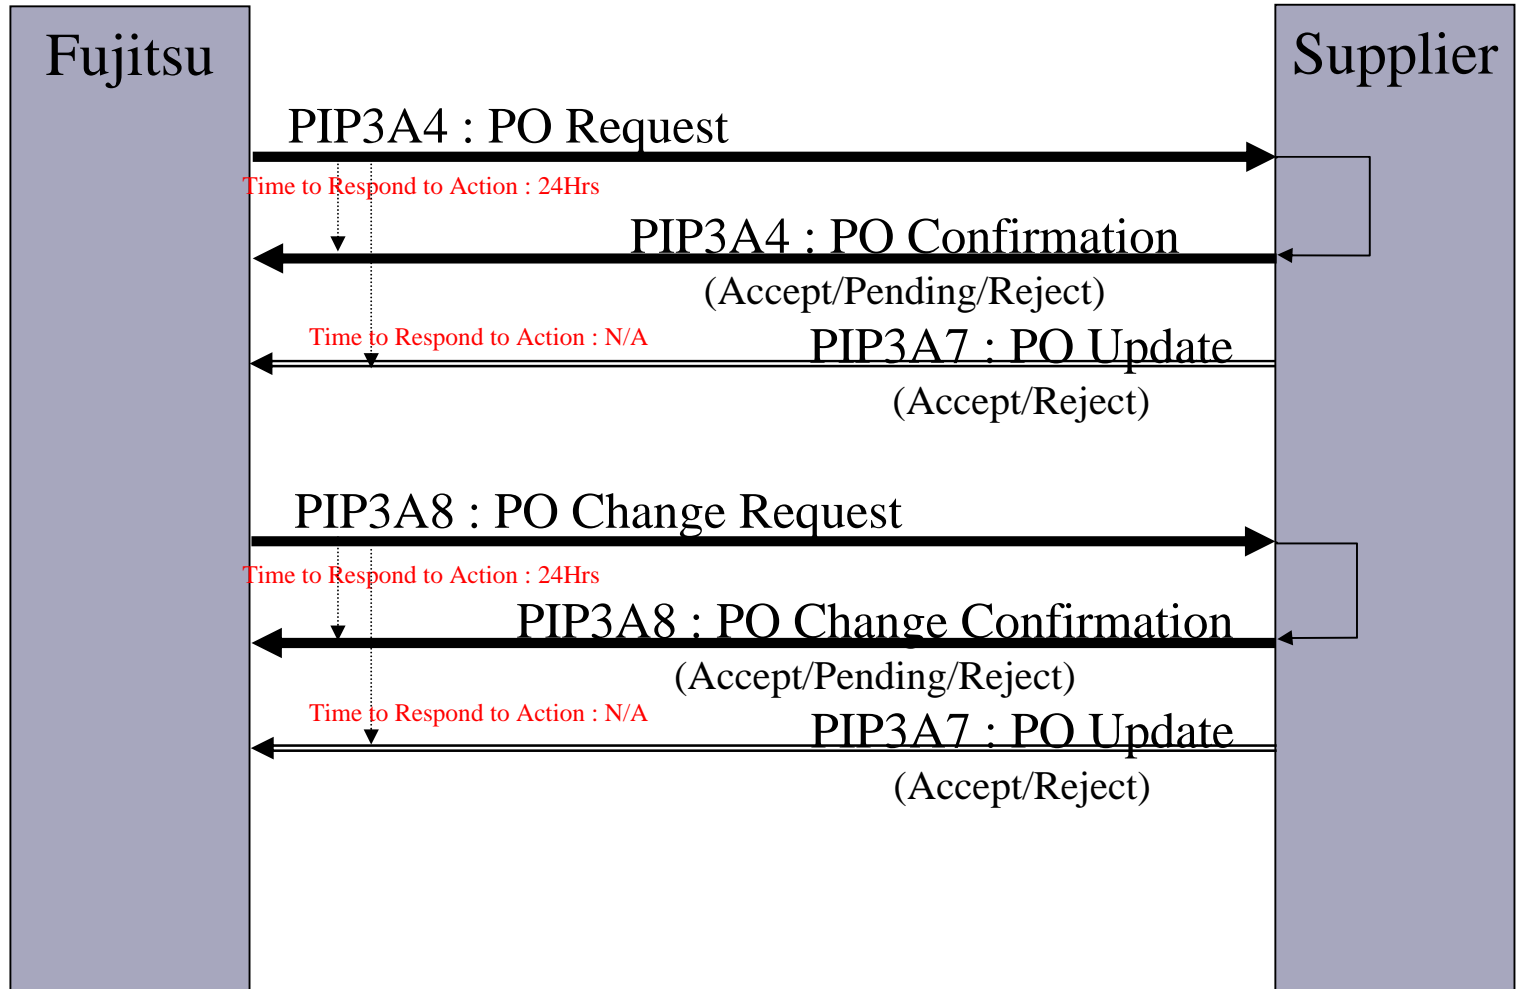 Fujitsu
Supplier
PIP3A4 : PO Request
Time to Respond to Action : 24Hrs
PIP3A4 : PO Confirmation
(Accept/Pending/Reject)
Time to Respond to Action : N/A
PIP3A7 : PO Update
(Accept/Reject)
PIP3A8 : PO Change Request
Time to Respond to Action : 24Hrs
PIP3A8 : PO Change Confirmation
(Accept/Pending/Reject)
Time to Respond to Action : N/A
PIP3A7 : PO Update
(Accept/Reject)